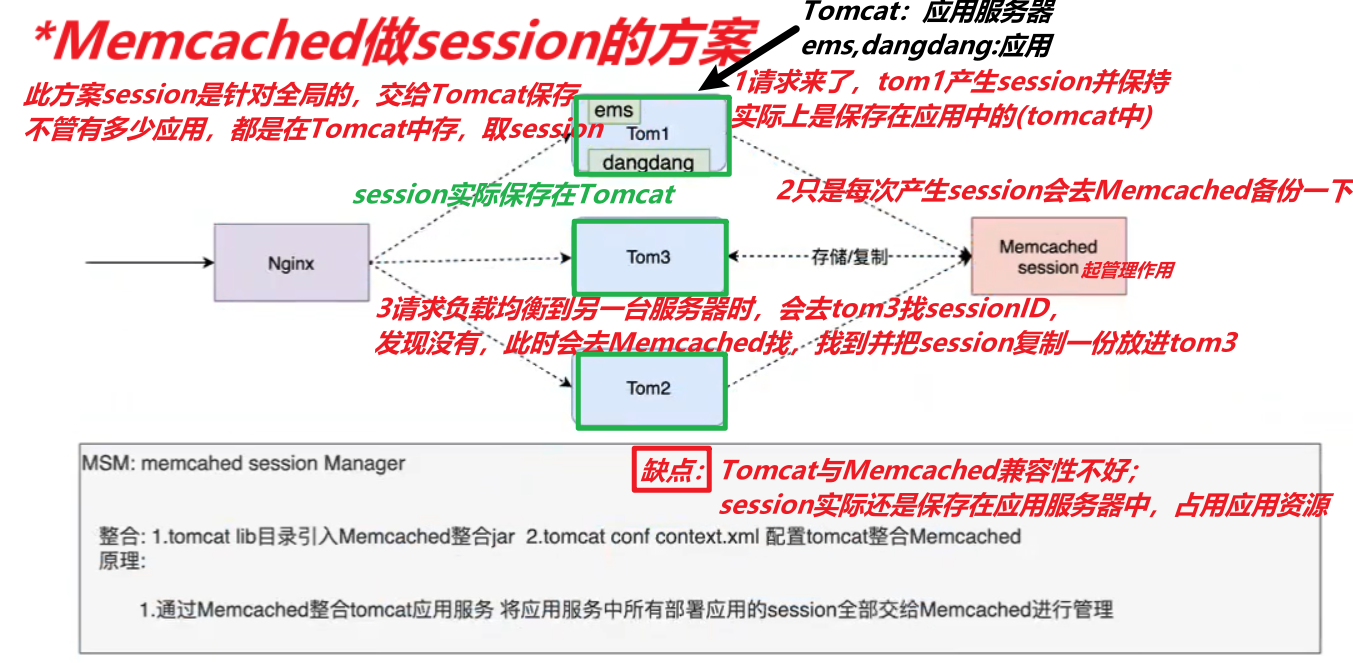 *Memcached做session的方案
Tomcat：应用服务器
ems,dangdang:应用
此方案session是针对全局的，交给Tomcat保存
不管有多少应用，都是在Tomcat中存，取session
1请求来了，tom1产生session并保持
实际上是保存在应用中的(tomcat中)
ems
Tom1
dangdang
session实际保存在Tomcat
2只是每次产生session会去Memcached备份一下
Nginx
Tom3
存储/复制
Memcached
session
起管理作用
3请求负载均衡到另一台服务器时，会去tom3找sessionID，
发现没有，此时会去Memcached找，找到并把session复制一份放进tom3
Tom2
MSM: memcahed session Manager
缺点：
Tomcat与Memcached兼容性不好；
session实际还是保存在应用服务器中，占用应用资源
整合: 1.tomcat lib目录引入Memcached整合jar 2.tomcat conf context.xml 配置tomcat整合Memcached
原理:
1.通过Memcached整合tomcat应用服务 将应用服务中所有部署应用的session全部交给Memcached进行管理